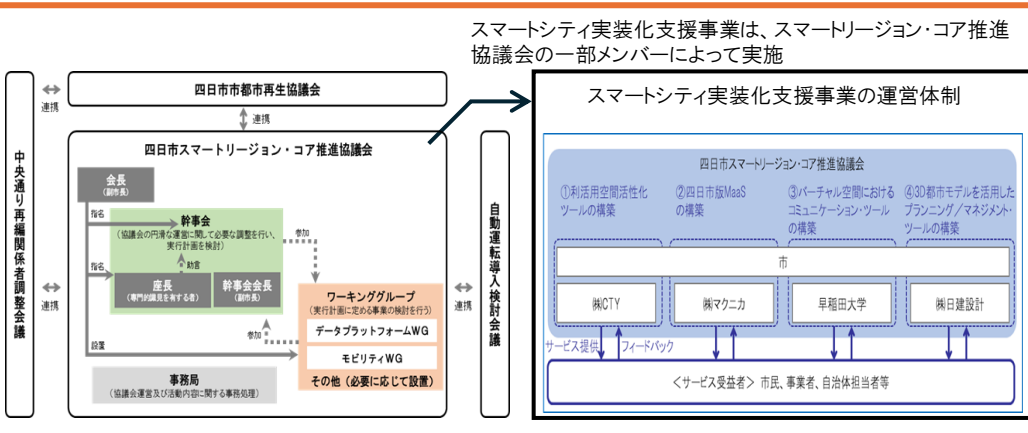 スマートシティ実装化支援事業は、スマートリージョン・コア推進
協議会の一部メンバーによって実施
中央通り再編関係者調整会議
連携
四日市市都市再生協議会
連携
四日市スマートリージョン・コア推進協議会
会長
(副市長)
指名
幹事会
(協議会の円滑な運営に関して必要な調整を行い、
実行計画を検討)
参加
助言
指名
座長
(専門的識見を有する者)
幹事会会長
(副市長)
連携
ワーキンググループ
(実行計画に定める事業の検討を行う)
データプラットフォームWG
モビリティWG
その他(必要に応じて設置)
参加
設置
事務局
(協議会運営及び活動内容に関する事務処理)
連携
自動運転導入検討会議
スマートシティ実装化支援事業の運営体制
四日市スマートリージョン・コア推進協議会
①利活用空間活性化
ツールの構築
②四日市版MaaS
の構築
③バーチャル空間における
コミュニケーション・ツール
の構築
④3D都市モデルを活用した
プランニング/マネジメント・
ツールの構築
市
㈱CTY
㈱マクニカ
早稲田大学
㈱日建設計
サービス提供
フィードバック
<サービス受益者> 市民、事業者、自治体担当者等